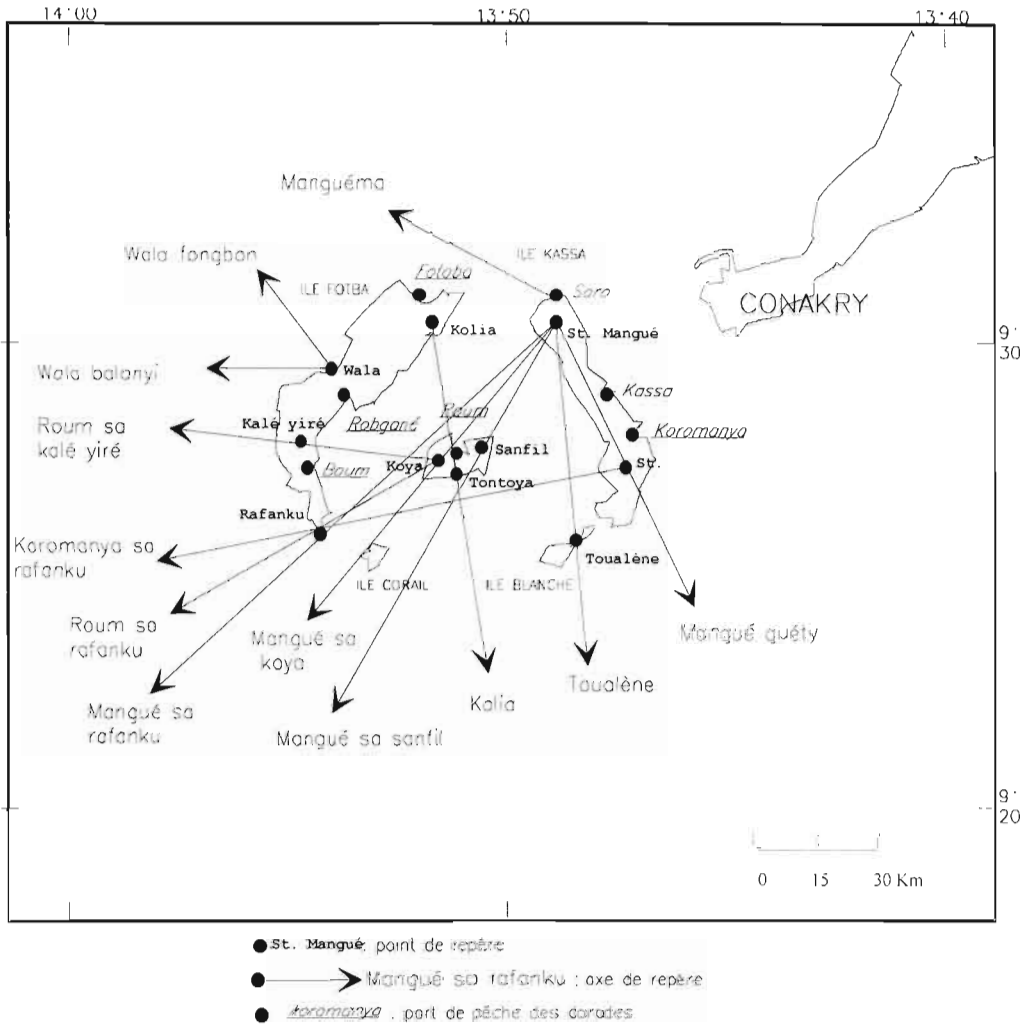 14°00
13°50
13°40
Manguéma
ILE KASSA
Wala fongban
Fotoba
ILE FOTBA
Soro
CONAKRY
Kolia
St. Mangué
9°
30
Wala balanyi
Wala
Kassa
Roum
Robgané
Koromanya
Roum sa
kalé yiré
Kalé yiré
Sanfil
Koya
St.
Boum
Tontoya
Rafanku
Koromanya sa
rafanku
Toualène
ILE CORAIL
ILE BLANCHE
Roum sa
rafanku
Mangué sa
koya
Mangué guéty
Toualène
Kolia
Mangué sa
rafanku
Mangué sa sanfil
9°
20
0 15 30 Km
St. Mangué: point de repère
Mangué sa rafanku : axe de repère
koromanya : port de pêche des dorades